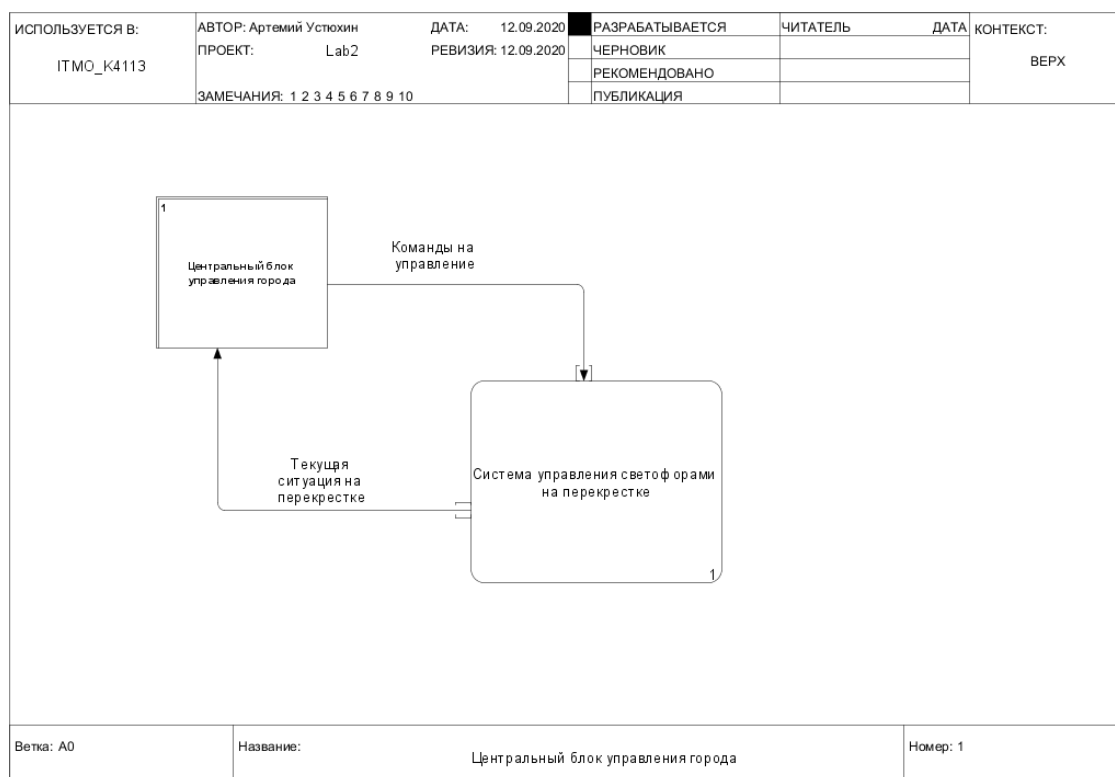 ИСПОЛЬЗУЕТСЯ В:
ITMO_K4113
АВТОР: Артемий Устюхин
ДАТА: 12.09.2020
ПРОЕКТ: Lab2
РЕВИЗИЯ: 12.09.2020
ЗАМЕЧАНИЯ: 1 2 3 4 5 6 7 8 9 10
РАЗРАБАТЫВАЕТСЯ
ЧЕРНОВИК
РЕКОМЕНДОВАНО
ПУБЛИКАЦИЯ
ЧИТАТЕЛЬ
ДАТА
КОНТЕКСТ:
ВЕРХ
1
Центральный блок
управления города
Команды на
управление
Текущая
ситуация на
перекрестке
Система управления светофорами
на перекрестке
1
Ветка: A0
Название:
Центральный блок управления города
Номер: 1